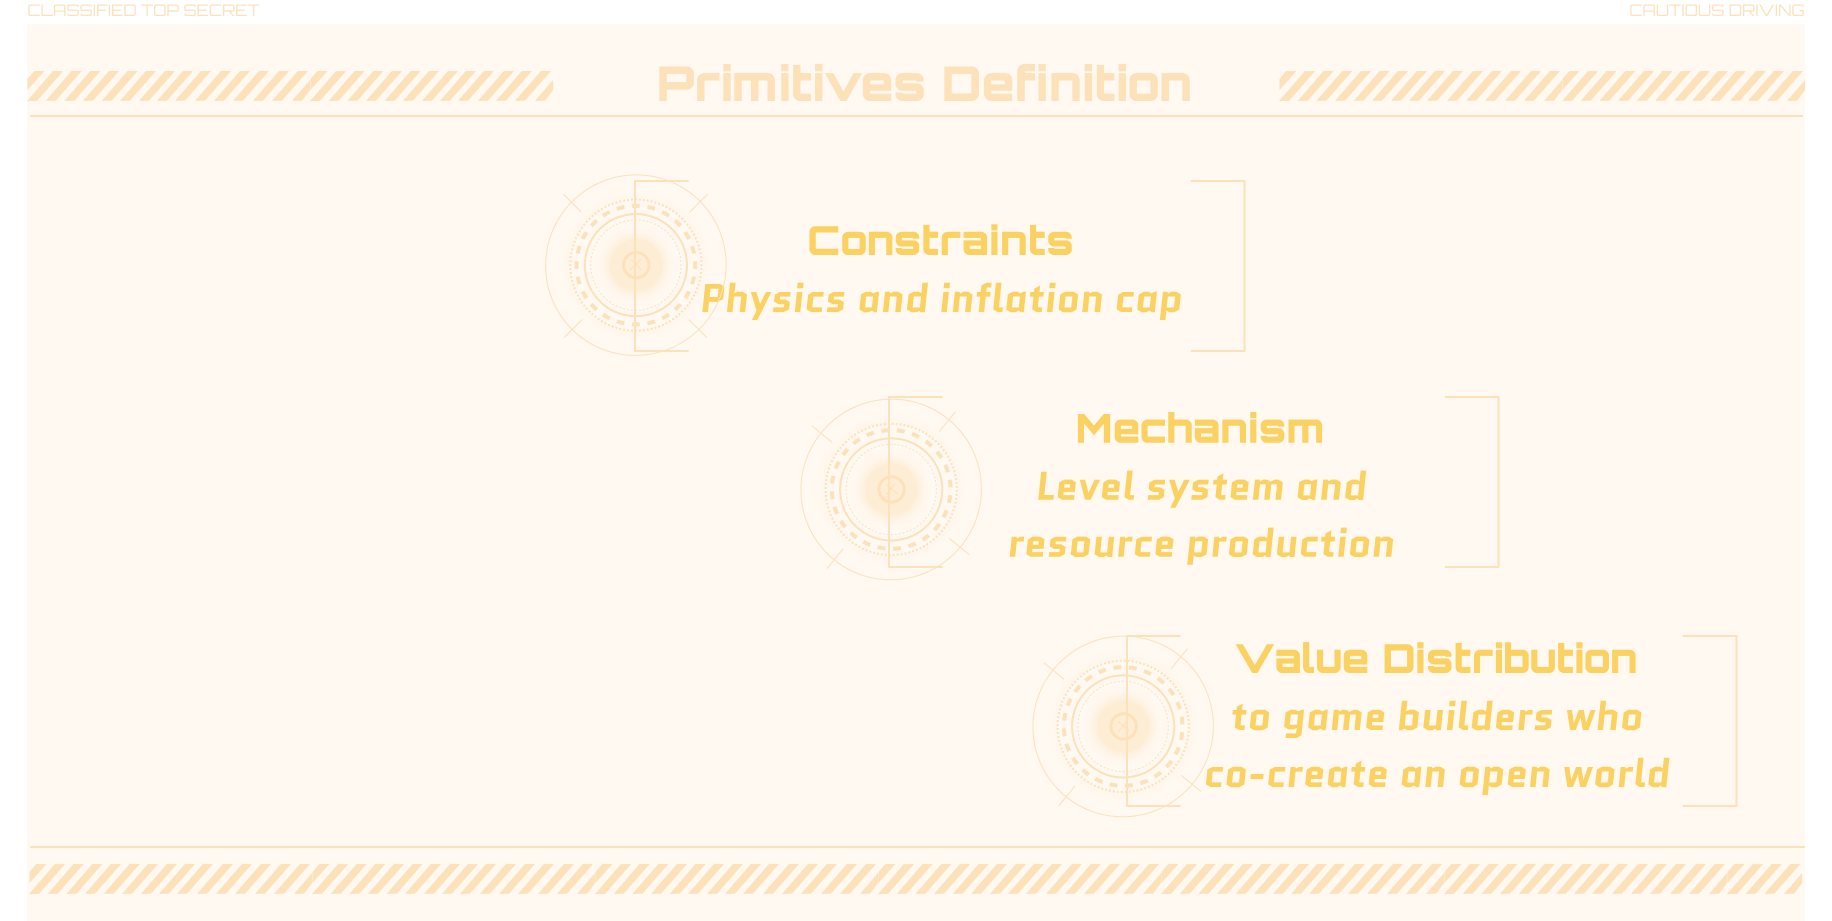 CLASSIFIED TOP SECRET
CAUTIOUS DRIVING
Primitives Definition
Constraints
Physics and inflation cap
Mechanism
Level system and
resource production
Value Distribution
to game builders who
co-create an open world